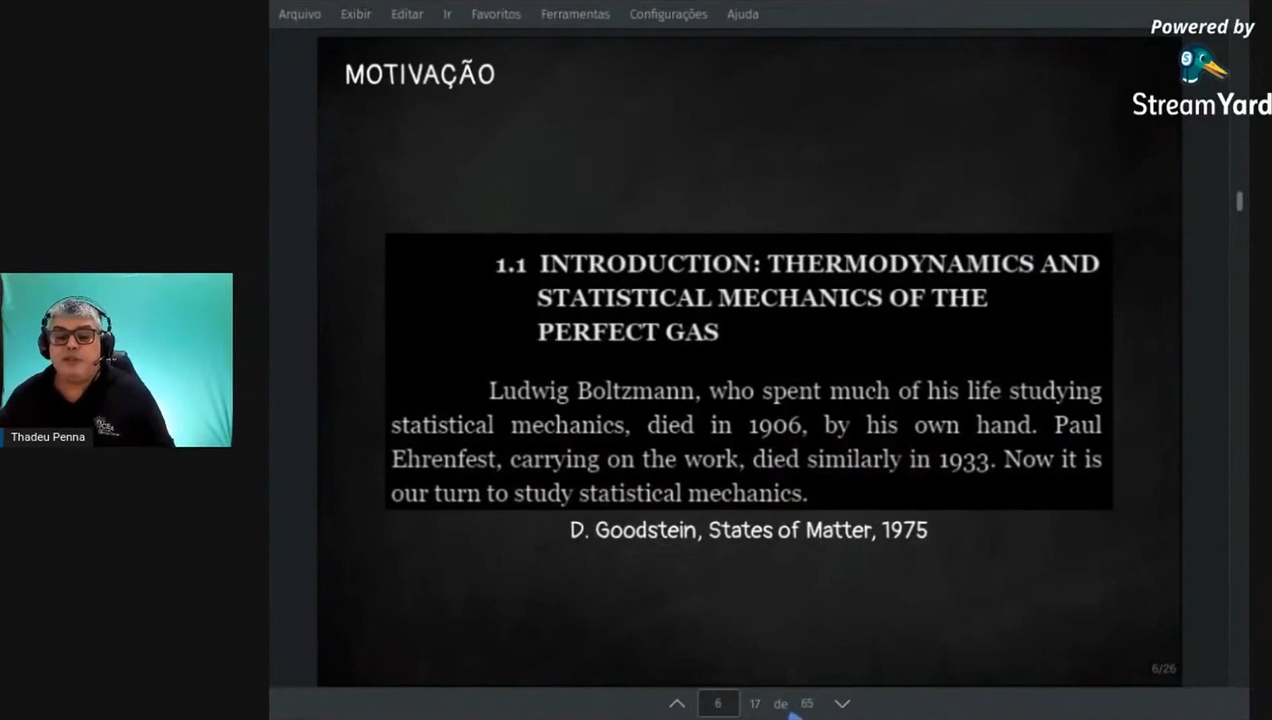 Arquivo Exibir Editar Ir Favoritos Ferramentas Configurações Ajuda
Powered by
StreamYard
MOTIVAÇÃO
1.1 INTRODUCTION: THERMODYNAMICS AND
STATISTICAL MECHANICS OF THE
PERFECT GAS
Ludwig Boltzmann, who spent much of his life studying
statistical mechanics, died in 1906, by his own hand. Paul
Ehrenfest, carrying on the work, died similarly in 1933. Now it is
our turn to study statistical mechanics.
D. Goodstein, States of Matter, 1975
Thadeu Penna
6/26
6 17 de 65